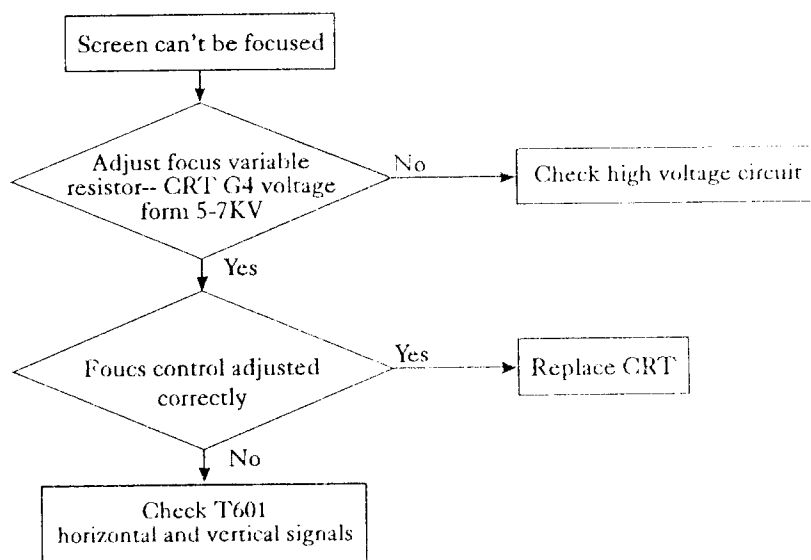 Screen can't be focused
Adjust focus variable
resistor-- CRT G4 voltage
form 5-7KV
No
Check high voltage circuit
Yes
Foucs control adjusted
correctly
Yes
Replace CRT
No
Check T601
horizontal and vertical signals